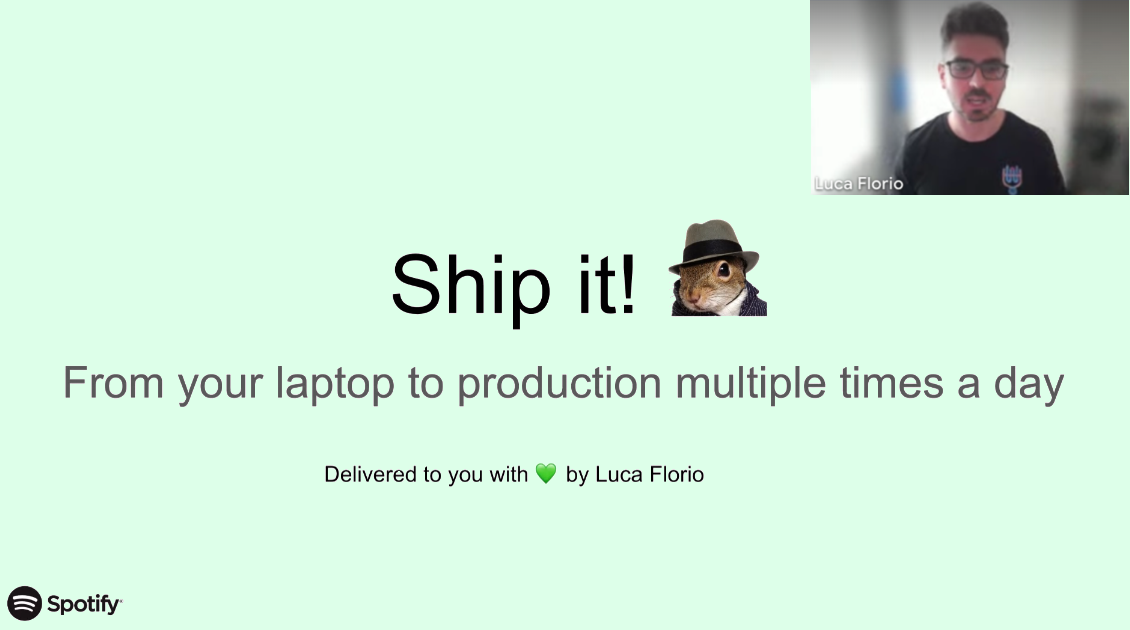 Luca Florio
Ship it!
From your laptop to production multiple times a day
Delivered to you with 💚 by Luca Florio
Spotify